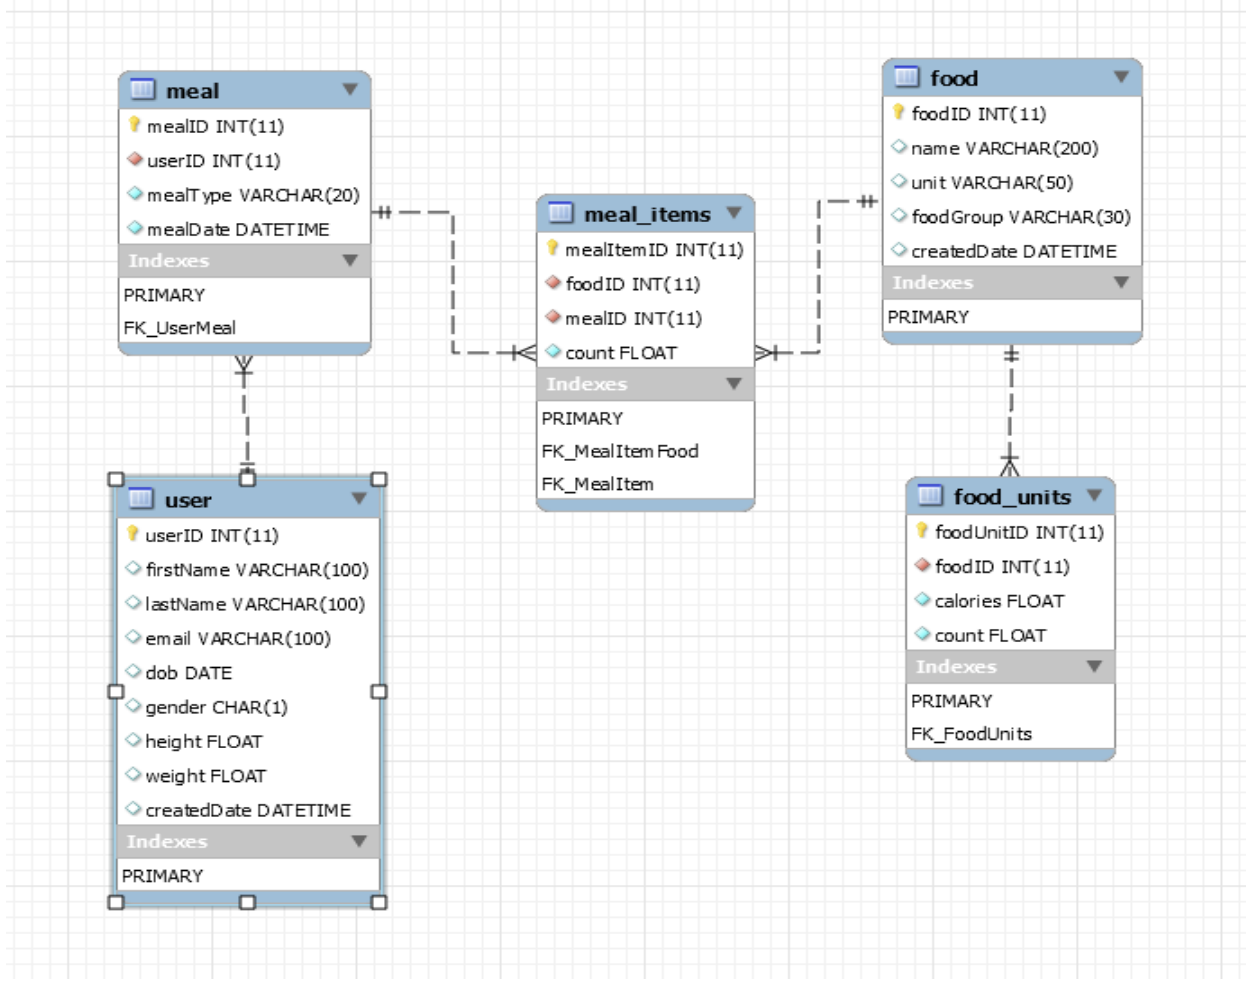 meal
mealID INT(11)
userID INT(11)
mealType VARCHAR(20)
mealDate DATETIME
Indexes
PRIMARY
FK_UserMeal
user
userID INT(11)
firstName VARCHAR(100)
lastName VARCHAR(100)
email VARCHAR(100)
dob DATE
gender CHAR(1)
height FLOAT
weight FLOAT
createdDate DATETIME
Indexes
PRIMARY
meal_items
mealItemID INT(11)
foodID INT(11)
mealID INT(11)
count FLOAT
Indexes
PRIMARY
FK_MealItemFood
FK_MealItem
food
foodID INT(11)
name VARCHAR(200)
unit VARCHAR(50)
foodGroup VARCHAR(30)
createdDate DATETIME
Indexes
PRIMARY
food_units
foodUnitID INT(11)
foodID INT(11)
calories FLOAT
count FLOAT
Indexes
PRIMARY
FK_FoodUnits